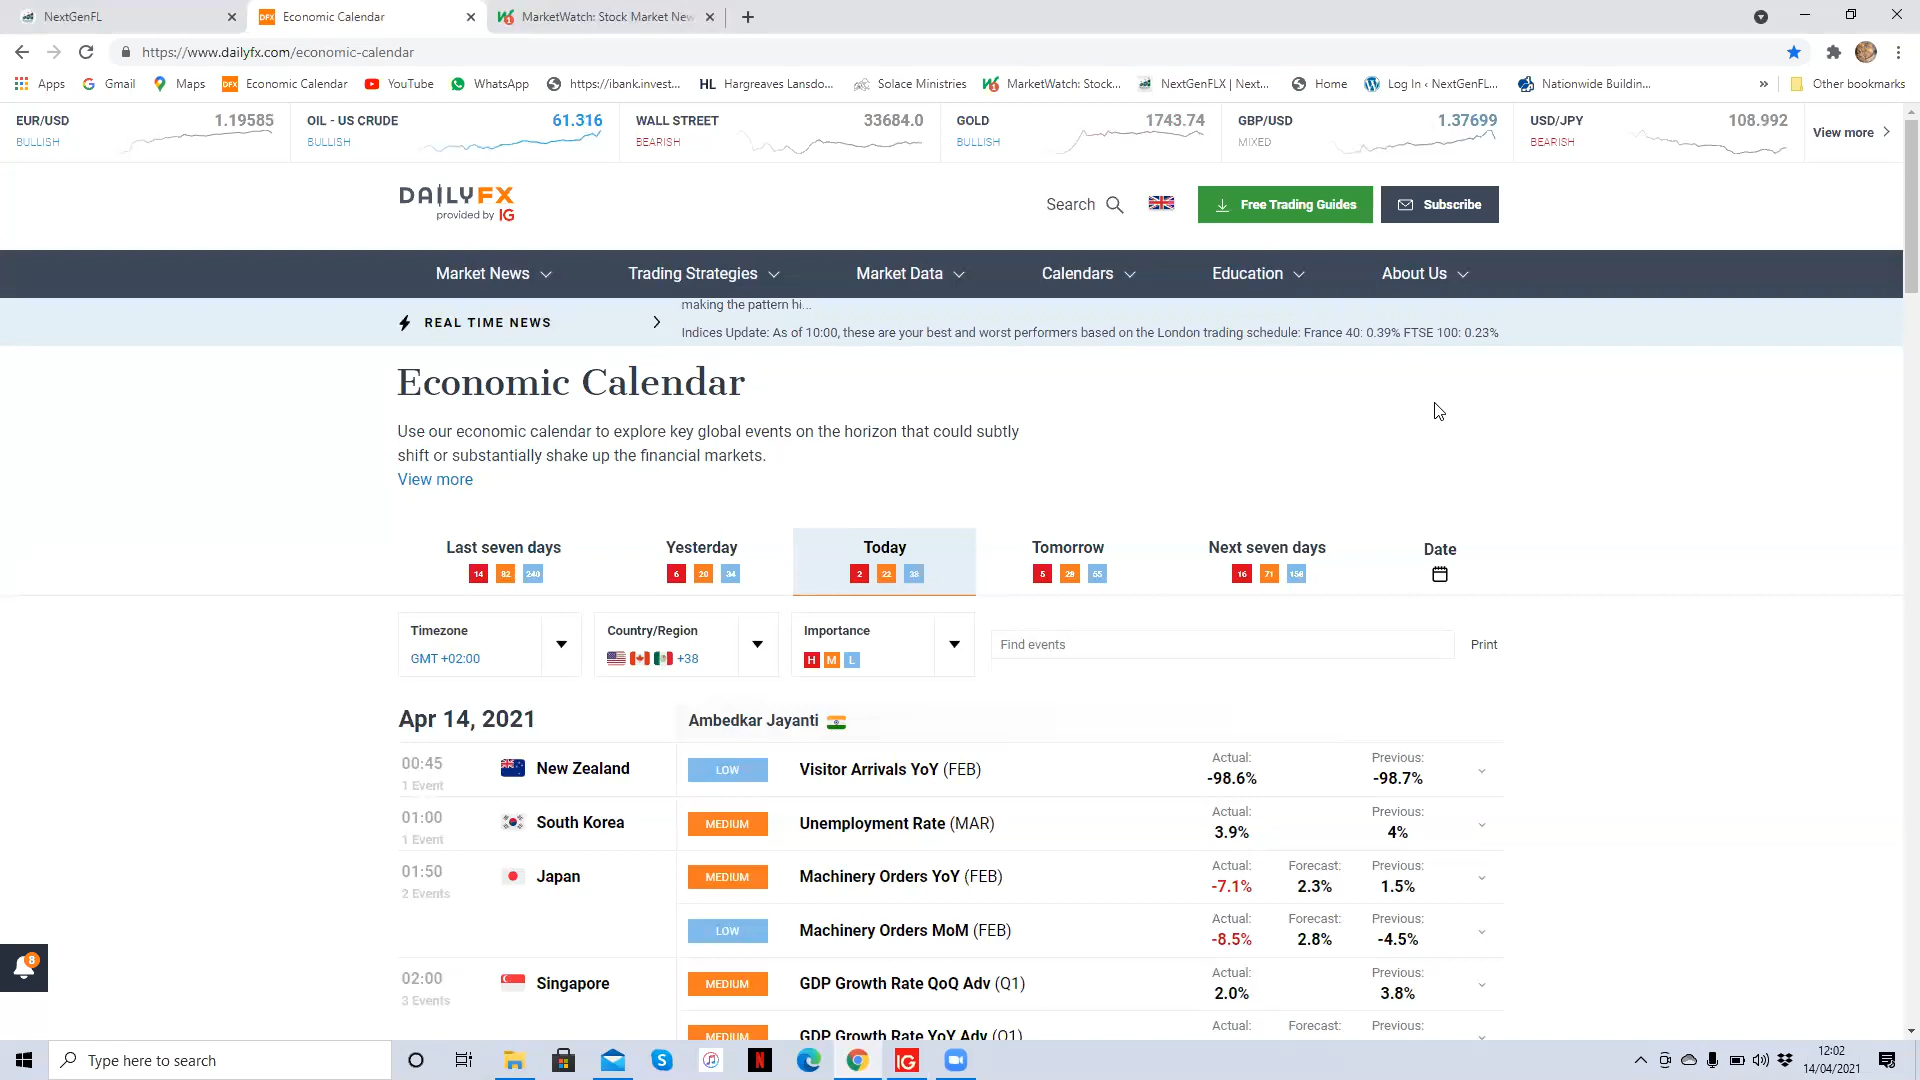 NextGenFL
Economic Calendar
MarketWatch: Stock Market New
https://www.dailyfx.com/economic-calendar
Apps Gmail Maps Economic Calendar YouTube WhatsApp https://ibank.invest... Hargreaves Lansdo... Solace Ministries MarketWatch: Stock... NextGenFLX | Next... Home Log In ‹ NextGenFL... Nationwide Buildin... » Other bookmarks
EUR/USD 1.19585
BULLISH
OIL - US CRUDE 61.316
BULLISH
WALL STREET 33684.0
BEARISH
GOLD 1743.74
BULLISH
GBP/USD 1.37699
MIXED
USD/JPY 108.992
BEARISH
View more
DAILYFX
provided by IG
Search
Free Trading Guides
Subscribe
Market News Trading Strategies Market Data Calendars Education About Us
REAL TIME NEWS
making the pattern hi...
Indices Update: As of 10:00, these are your best and worst performers based on the London trading schedule: France 40: 0.39% FTSE 100: 0.23%
Economic Calendar
Use our economic calendar to explore key global events on the horizon that could subtly
shift or substantially shake up the financial markets.
View more
Last seven days
14 82 240
Yesterday
6 20 34
Today
2 22 38
Tomorrow
5 28 55
Next seven days
16 71 158
Date
Timezone
GMT +02:00
Country/Region
+38
Importance
H M L
Find events
Print
Apr 14, 2021
Ambedkar Jayanti
00:45
1 Event
New Zealand
LOW
Visitor Arrivals YoY (FEB)
Actual: Previous:
-98.6% -98.7%
01:00
1 Event
South Korea
MEDIUM
Unemployment Rate (MAR)
Actual: Previous:
3.9% 4%
01:50
2 Events
Japan
MEDIUM
Machinery Orders YoY (FEB)
Actual: Forecast: Previous:
-7.1% 2.3% 1.5%
LOW
Machinery Orders MoM (FEB)
Actual: Forecast: Previous:
-8.5% 2.8% -4.5%
02:00
3 Events
Singapore
MEDIUM
GDP Growth Rate QoQ Adv (Q1)
Actual: Previous:
2.0% 3.8%
MEDIUM
GDP Growth Rate YoY Adv (Q1)
Actual: Forecast: Previous:
8
Type here to search
12:02
14/04/2021